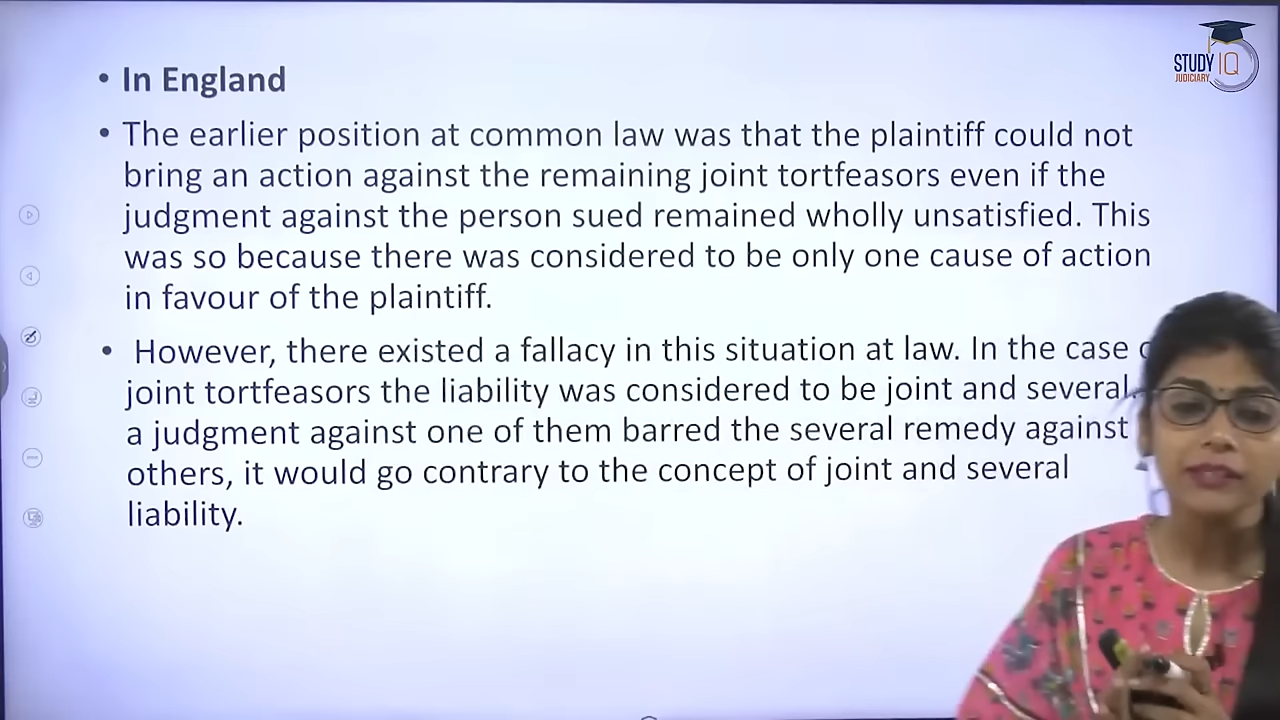 STUDY IQ
JUDICIARY
• In England
• The earlier position at common law was that the plaintiff could not
bring an action against the remaining joint tortfeasors even if the
judgment against the person sued remained wholly unsatisfied. This
was so because there was considered to be only one cause of action
in favour of the plaintiff.
• However, there existed a fallacy in this situation at law. In the case
joint tortfeasors the liability was considered to be joint and several.
a judgment against one of them barred the several remedy against
others, it would go contrary to the concept of joint and several
liability.